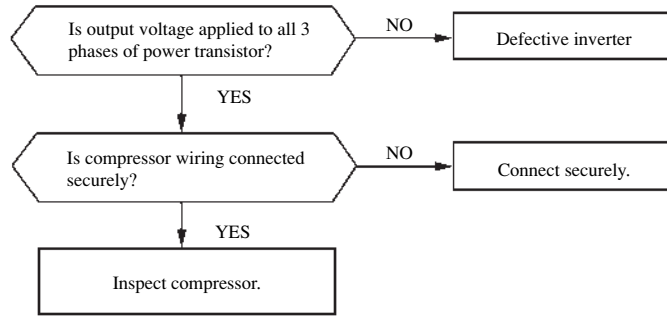 Is output voltage applied to all 3
phases of power transistor?
NO
Defective inverter
YES
Is compressor wiring connected
securely?
NO
Connect securely.
YES
Inspect compressor.